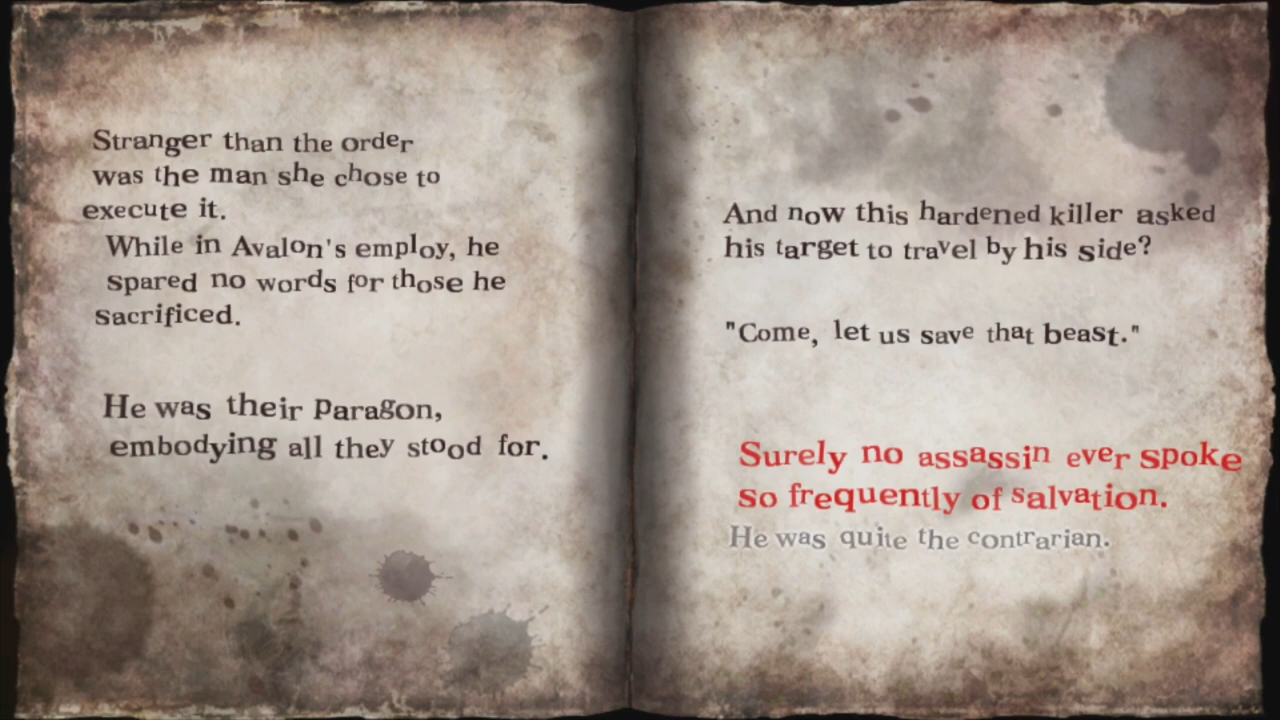 Stranger than the order
was the man she chose to
execute it.
While in Avalon's employ, he
spared no words for those he
sacrificed.
He was their Paragon,
embodying all they stood for.
And now this hardened killer asked
his target to travel by his side?
"Come, let us save that beast."
Surely no assassin ever spoke
so frequently of salvation.
He was quite the contrarian.